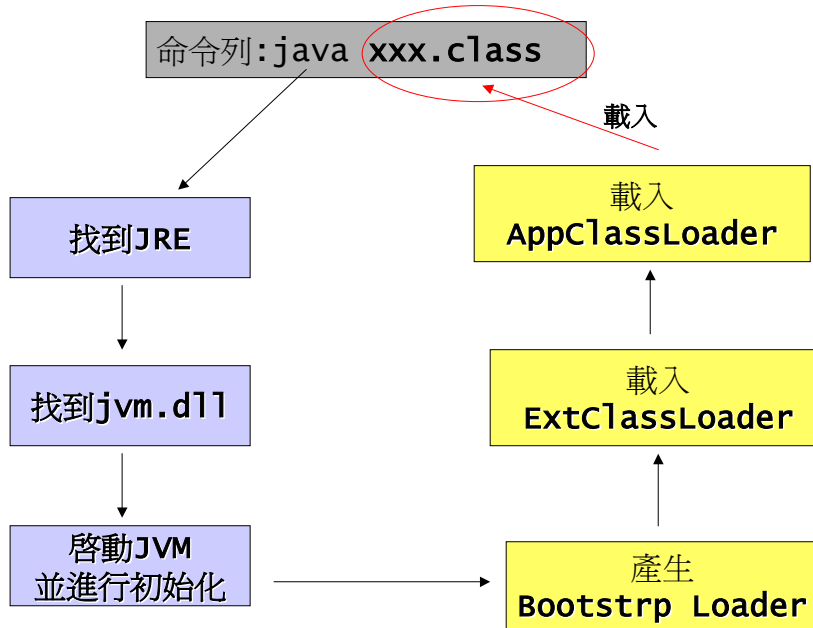 命令列:java xxx.class
載入
找到JRE
找到jvm.dll
啓動JVM
並進行初始化
產生
Bootstrp Loader
載入
ExtClassLoader
載入
AppClassLoader